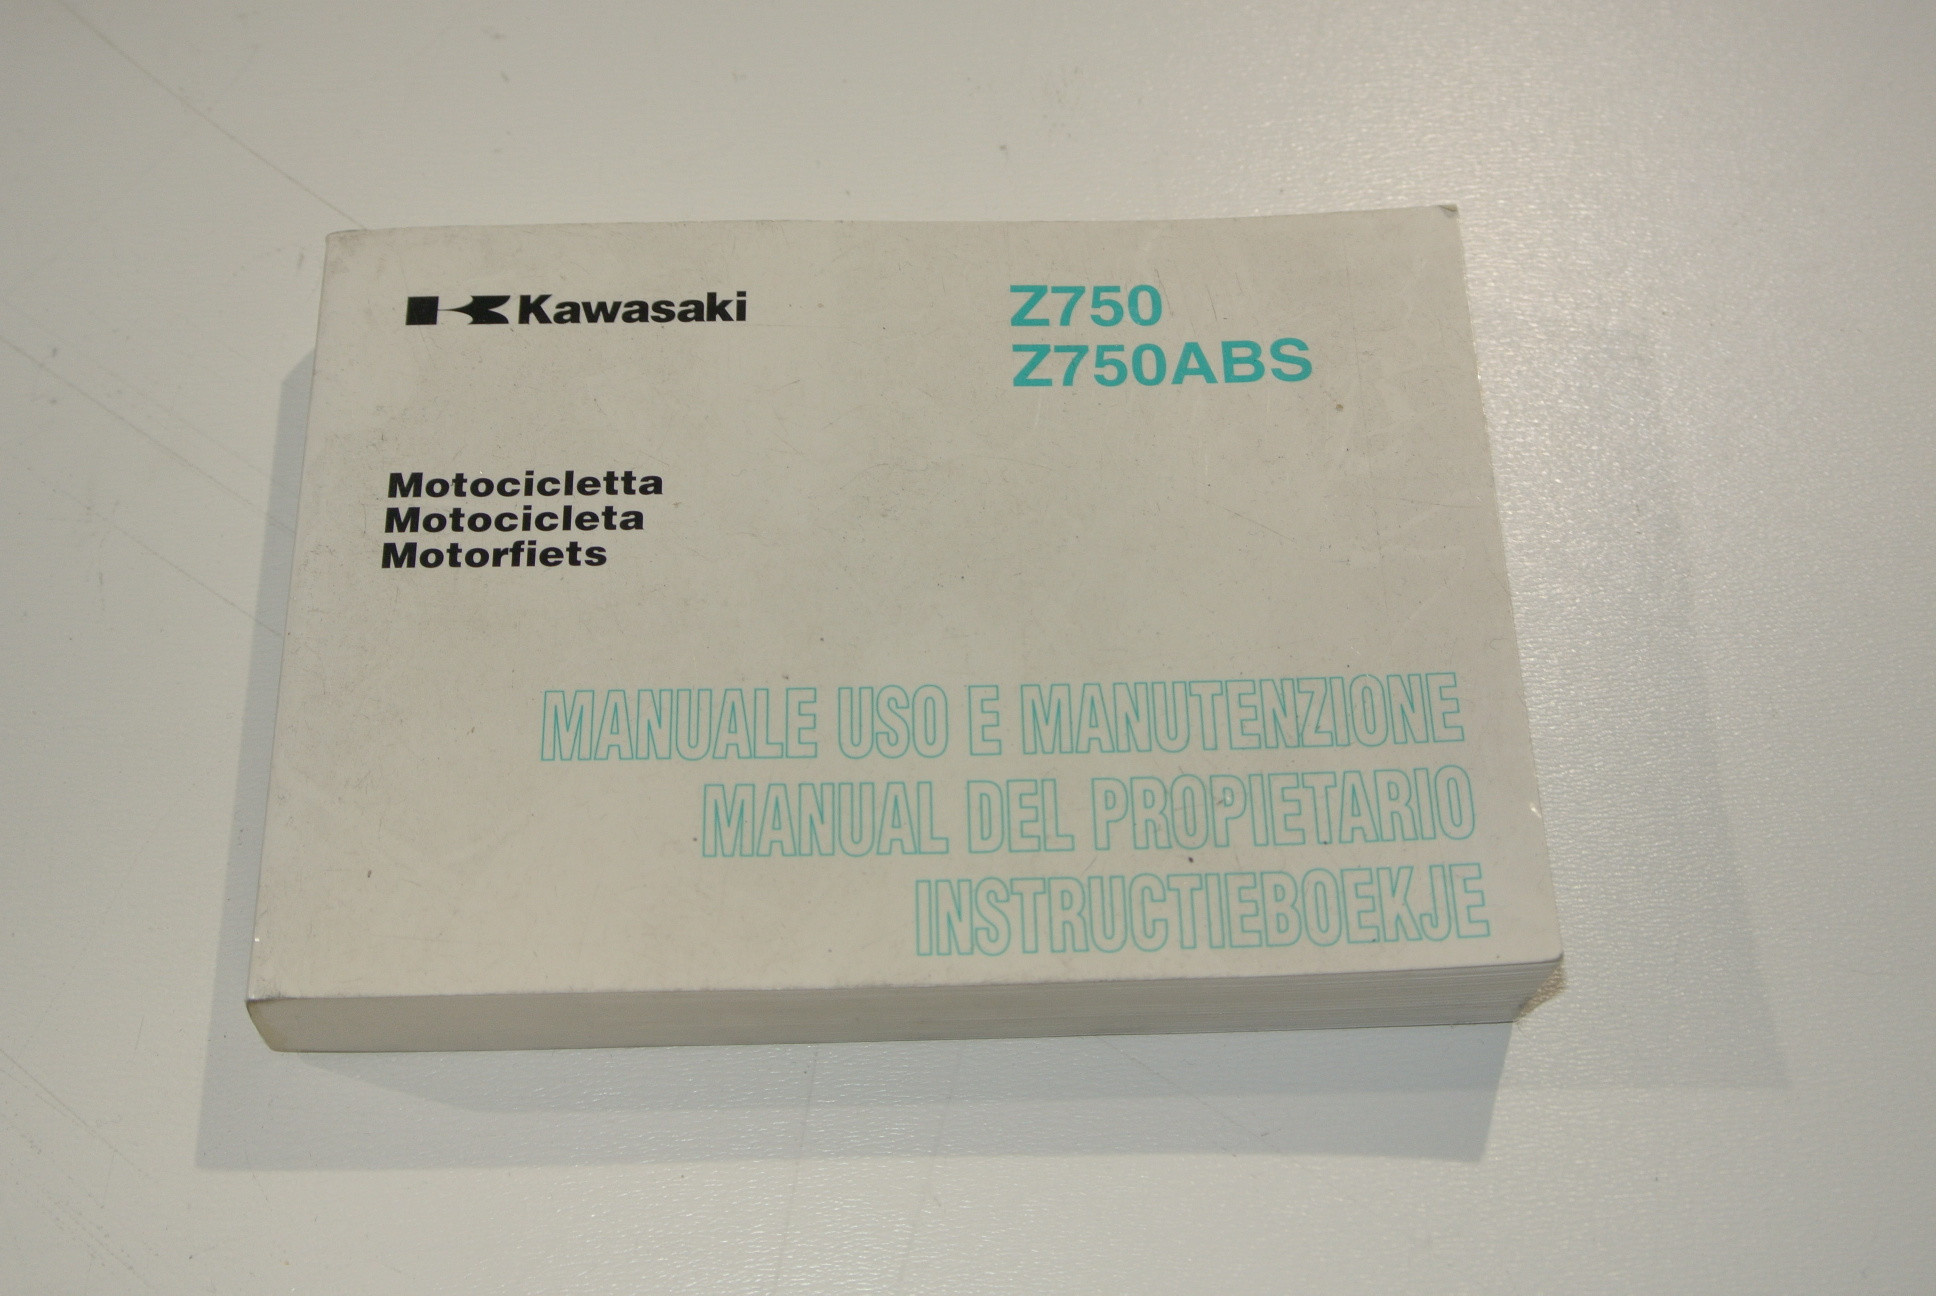 Kawasaki
Z750
Z750ABS
Motocicletta
Motocicleta
Motorfiets
MANUALE USO E MANUTENZIONE
MANUAL DEL PROPIETARIO
INSTRUCTIEBOEKJE